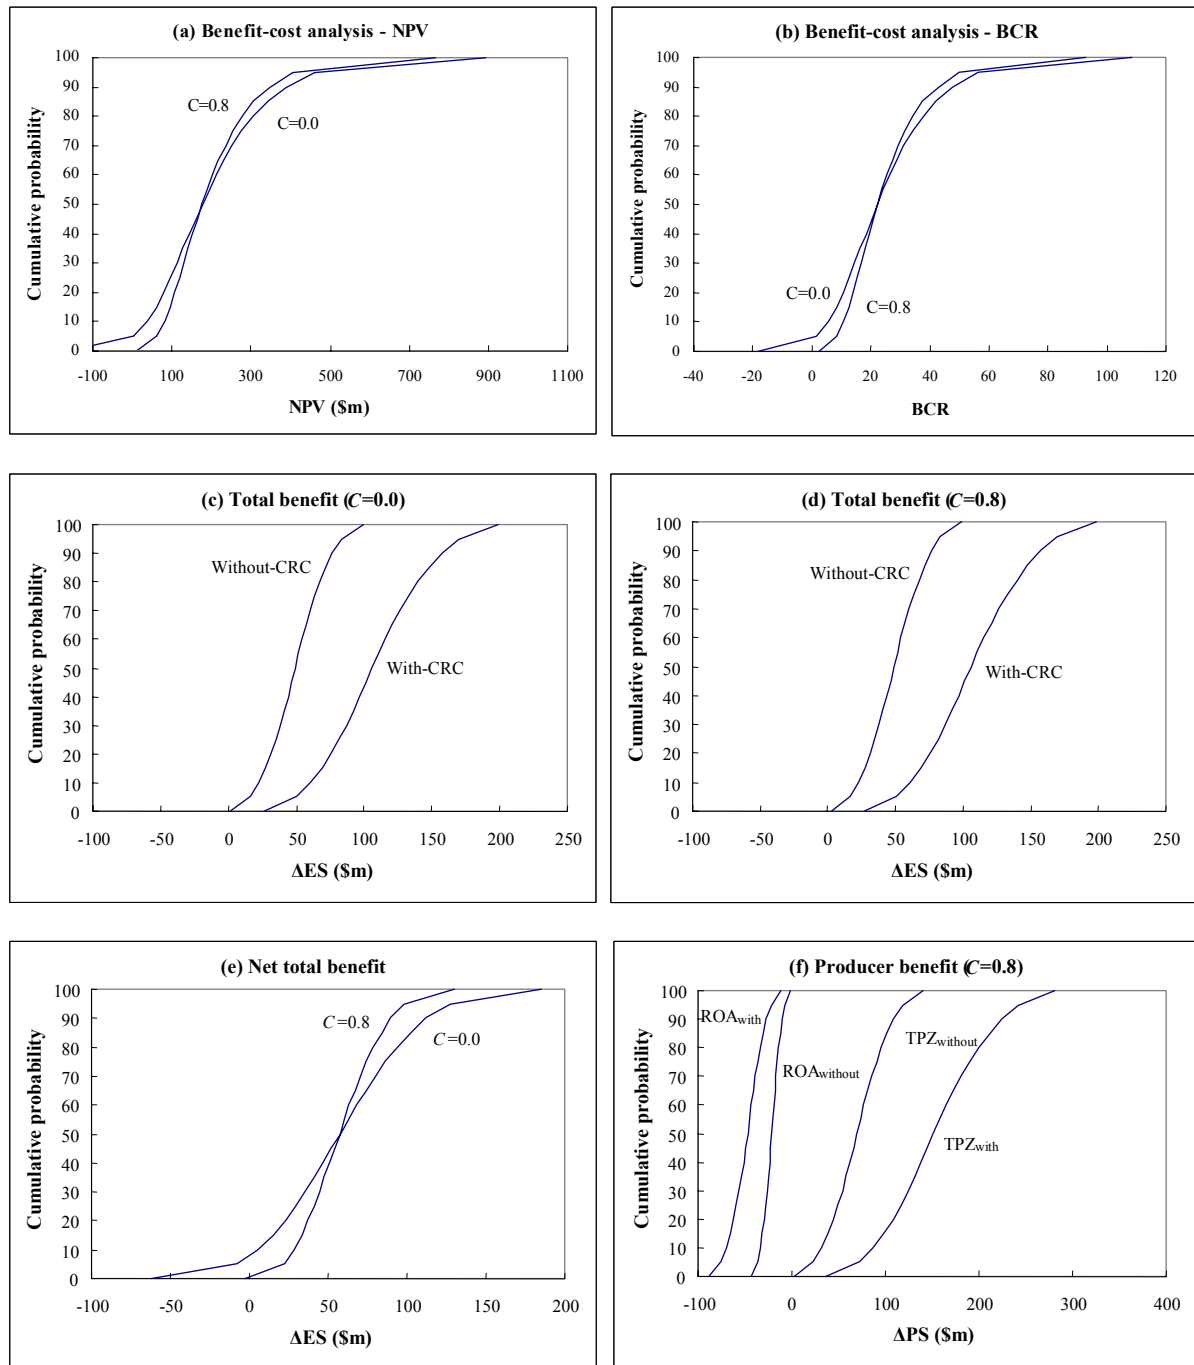 (a) Benefit-cost analysis - NPV
Cumulative probability
100
90
80
70
60
50
40
30
20
10
0
C=0.8
C=0.0
-100 100 300 500 700 900 1100
NPV ($m)
(b) Benefit-cost analysis - BCR
Cumulative probability
100
90
80
70
60
50
40
30
20
10
0
C=0.0
C=0.8
-40 -20 0 20 40 60 80 100 120
BCR
(c) Total benefit (C=0.0)
Cumulative probability
100
90
80
70
60
50
40
30
20
10
0
Without-CRC
With-CRC
-100 -50 0 50 100 150 200 250
ΔES ($m)
(d) Total benefit (C=0.8)
Cumulative probability
100
90
80
70
60
50
40
30
20
10
0
Without-CRC
With-CRC
-100 -50 0 50 100 150 200 250
ΔES ($m)
(e) Net total benefit
Cumulative probability
100
90
80
70
60
50
40
30
20
10
0
C=0.8
C=0.0
-100 -50 0 50 100 150 200
ΔES ($m)
(f) Producer benefit (C=0.8)
Cumulative probability
100
90
80
70
60
50
40
30
20
10
0
ROAwith
ROAwithout
TPZwithout
TPZwith
-100 0 100 200 300 400
ΔPS ($m)